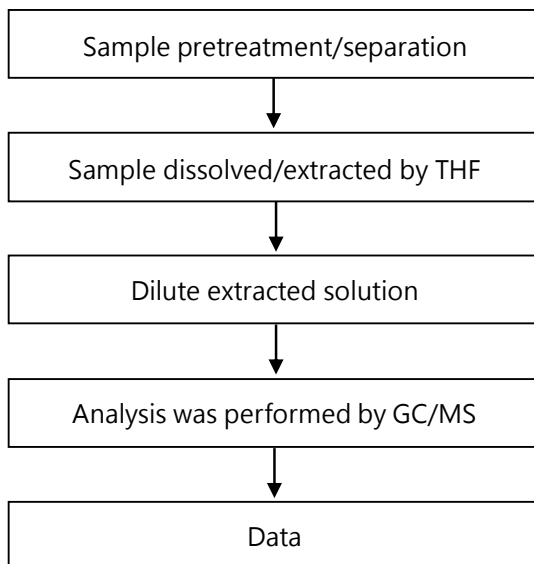 Sample pretreatment/separation
Sample dissolved/extracted by THF
Dilute extracted solution
Analysis was performed by GC/MS
Data